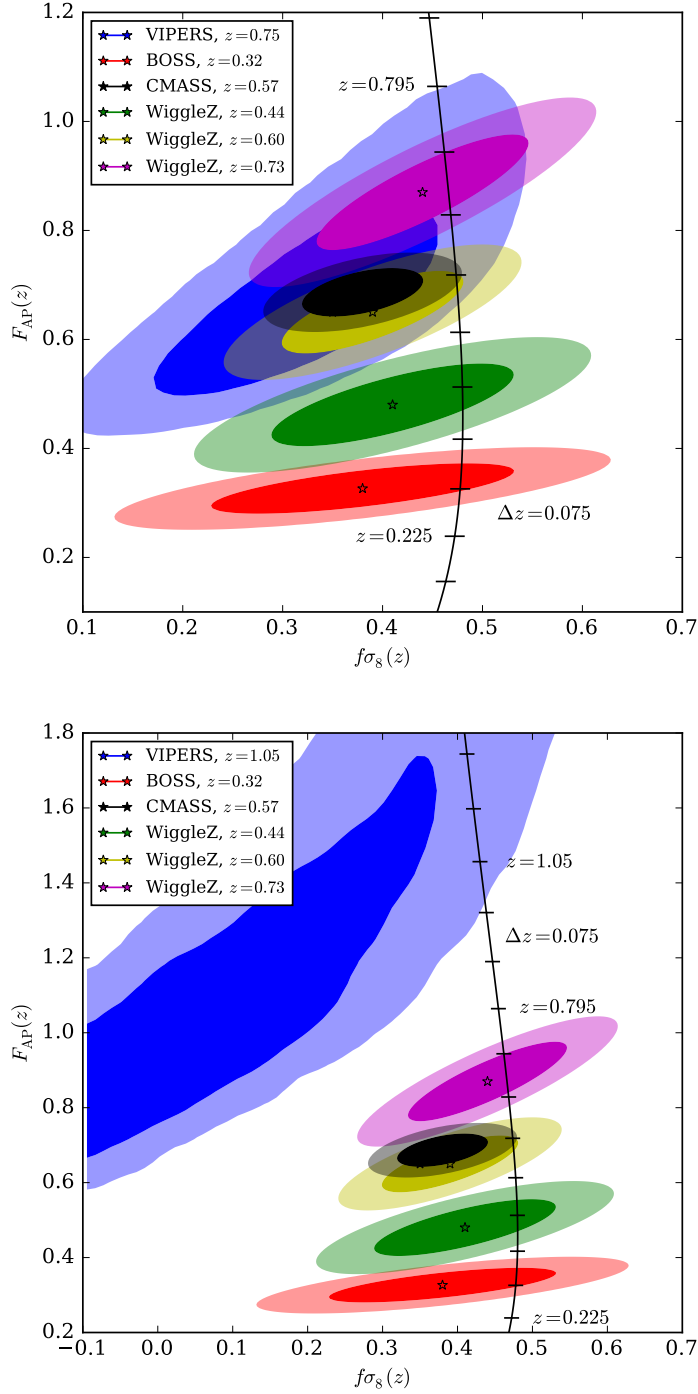 1.2
1.0
0.8
0.6
0.4
0.2
F_AP(z)
VIPERS, z=0.75
BOSS, z=0.32
CMASS, z=0.57
WiggleZ, z=0.44
WiggleZ, z=0.60
WiggleZ, z=0.73
z=0.795
Δz=0.075
z=0.225
0.1 0.2 0.3 0.4 0.5 0.6 0.7
fσ₈(z)
1.8
1.6
1.4
1.2
1.0
0.8
0.6
0.4
0.2
F_AP(z)
VIPERS, z=1.05
BOSS, z=0.32
CMASS, z=0.57
WiggleZ, z=0.44
WiggleZ, z=0.60
WiggleZ, z=0.73
z=1.05
Δz=0.075
z=0.795
z=0.225
−0.1 0.0 0.1 0.2 0.3 0.4 0.5 0.6 0.7
fσ₈(z)